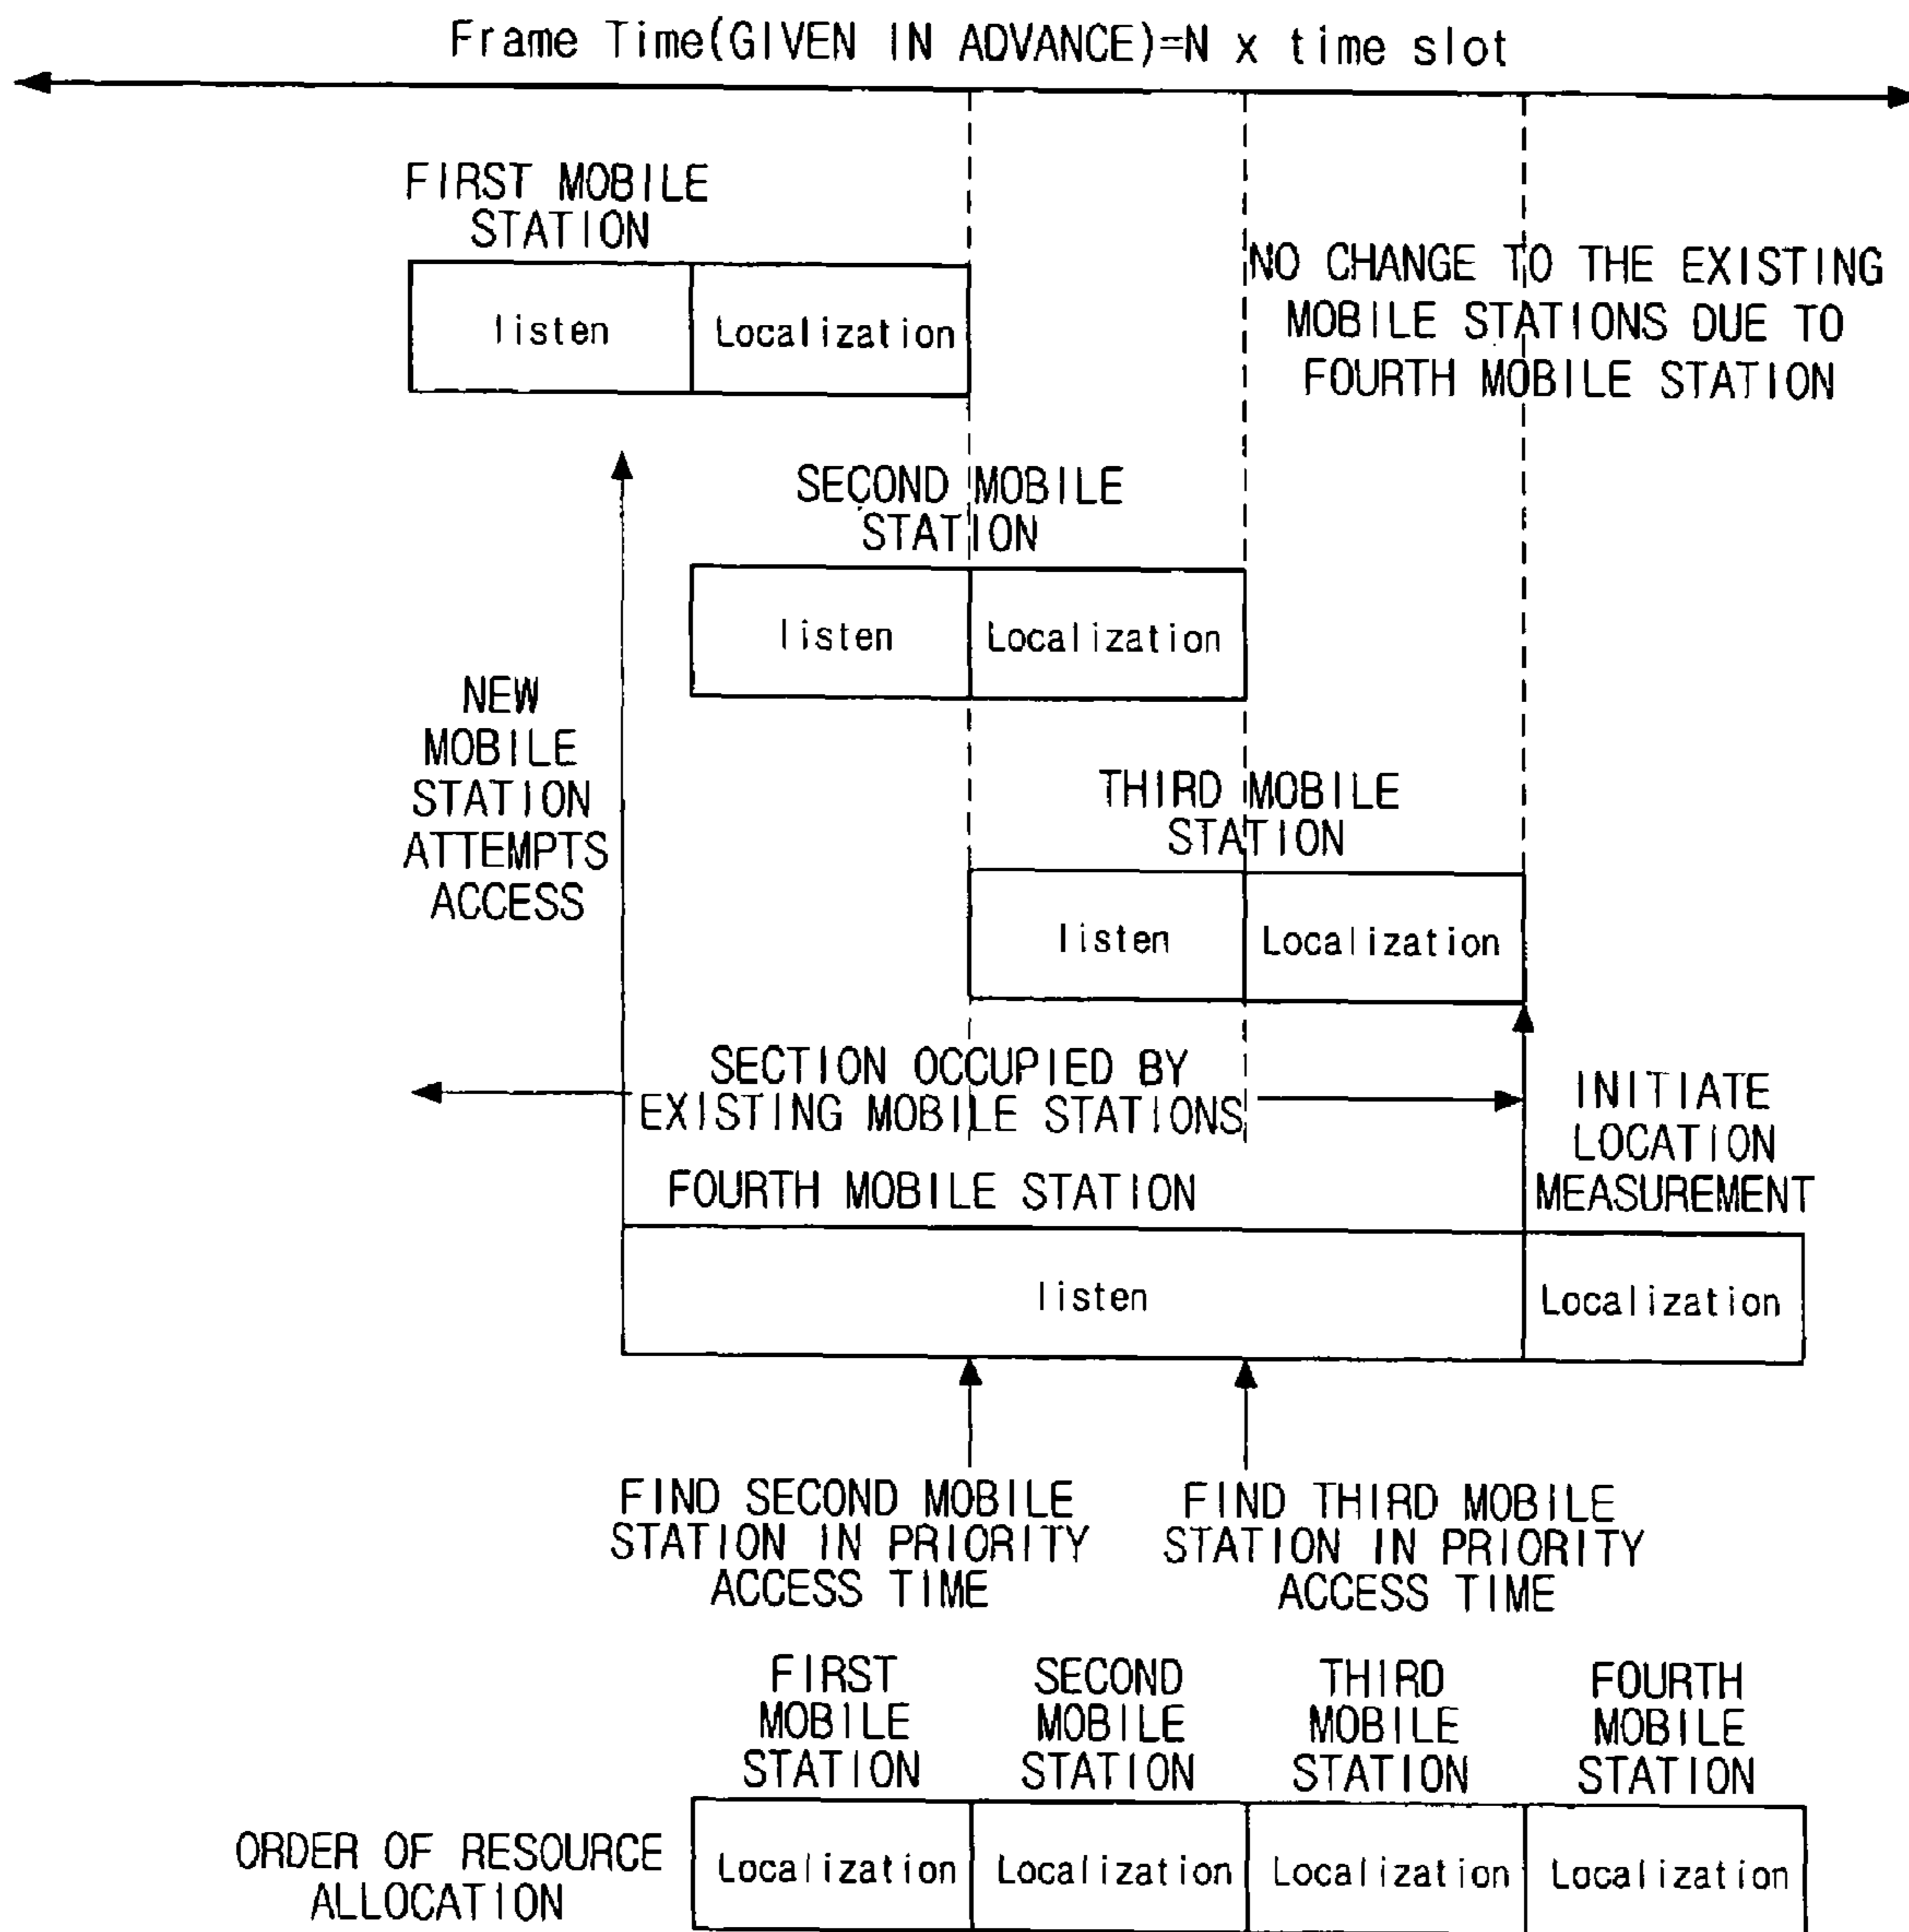 Frame Time(GIVEN IN ADVANCE)=N x time slot
FIRST MOBILE
STATION
listen
Localization
NO CHANGE TO THE EXISTING
MOBILE STATIONS DUE TO
FOURTH MOBILE STATION
SECOND MOBILE
STATION
listen
Localization
NEW
MOBILE
STATION
ATTEMPTS
ACCESS
THIRD MOBILE
STATION
listen
Localization
SECTION OCCUPIED BY
EXISTING MOBILE STATIONS
INITIATE
LOCATION
MEASUREMENT
FOURTH MOBILE STATION
listen
Localization
FIND SECOND MOBILE
STATION IN PRIORITY
ACCESS TIME
FIND THIRD MOBILE
STATION IN PRIORITY
ACCESS TIME
FIRST
MOBILE
STATION
SECOND
MOBILE
STATION
THIRD
MOBILE
STATION
FOURTH
MOBILE
STATION
ORDER OF RESOURCE
ALLOCATION
Localization
Localization
Localization
Localization